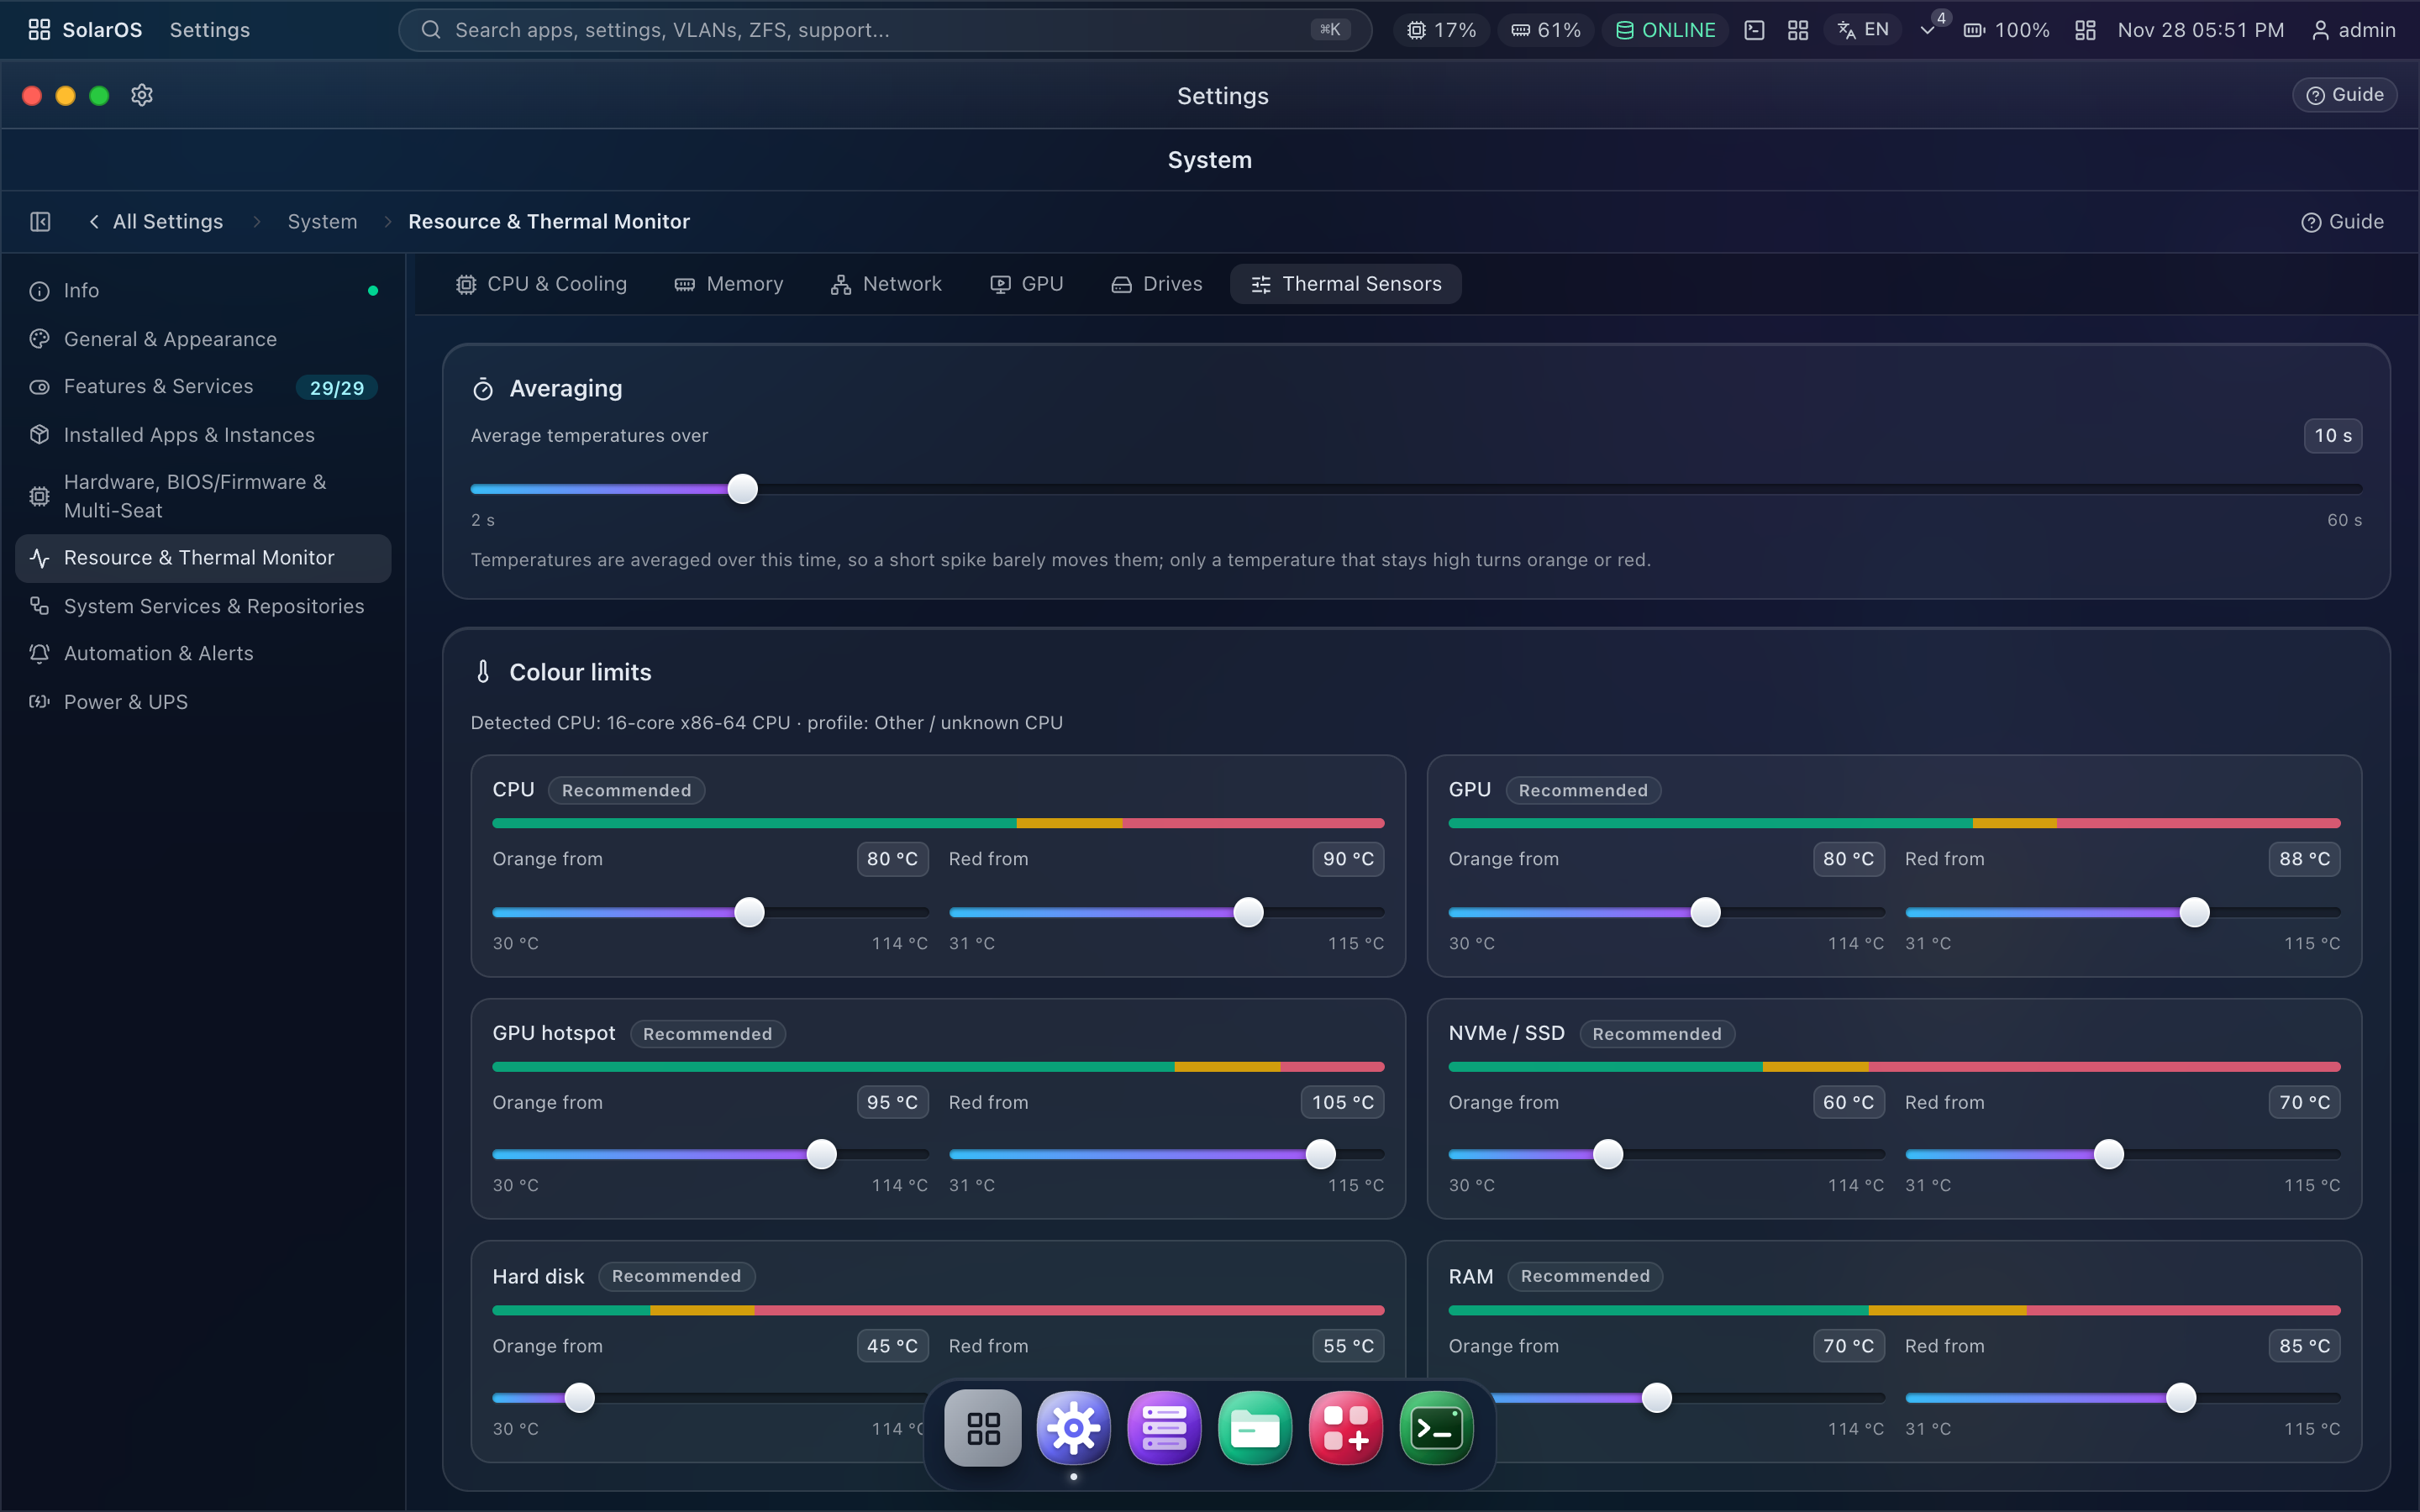 SolarOS Settings Search apps, settings, VLANs, ZFS, support... ⌘K 17% 61% ONLINE EN 4 100% Nov 28 05:51 PM admin
Settings Guide
System
All Settings System Resource & Thermal Monitor Guide
Info
General & Appearance
Features & Services 29/29
Installed Apps & Instances
Hardware, BIOS/Firmware &
Multi-Seat
Resource & Thermal Monitor
System Services & Repositories
Automation & Alerts
Power & UPS
CPU & Cooling Memory Network GPU Drives Thermal Sensors
Averaging
Average temperatures over 10 s
2 s 60 s
Temperatures are averaged over this time, so a short spike barely moves them; only a temperature that stays high turns orange or red.
Colour limits
Detected CPU: 16-core x86-64 CPU · profile: Other / unknown CPU
CPU Recommended
Orange from 80 °C Red from 90 °C
30 °C 114 °C 31 °C 115 °C
GPU Recommended
Orange from 80 °C Red from 88 °C
30 °C 114 °C 31 °C 115 °C
GPU hotspot Recommended
Orange from 95 °C Red from 105 °C
30 °C 114 °C 31 °C 115 °C
NVMe / SSD Recommended
Orange from 60 °C Red from 70 °C
30 °C 114 °C 31 °C 115 °C
Hard disk Recommended
Orange from 45 °C Red from 55 °C
30 °C 114 °C
RAM Recommended
Orange from 70 °C Red from 85 °C
114 °C 31 °C 115 °C